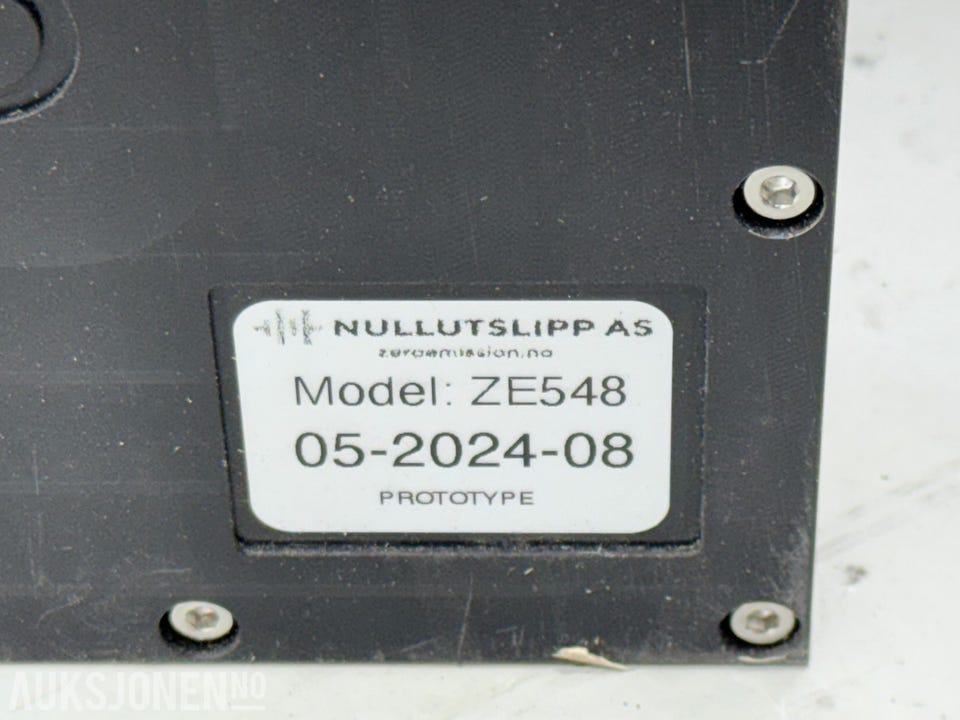 NULLUTSLIPP AS
zeroemission.no
Model: ZE548
05-2024-08
PROTOTYPE
AUKSJONEN.NO